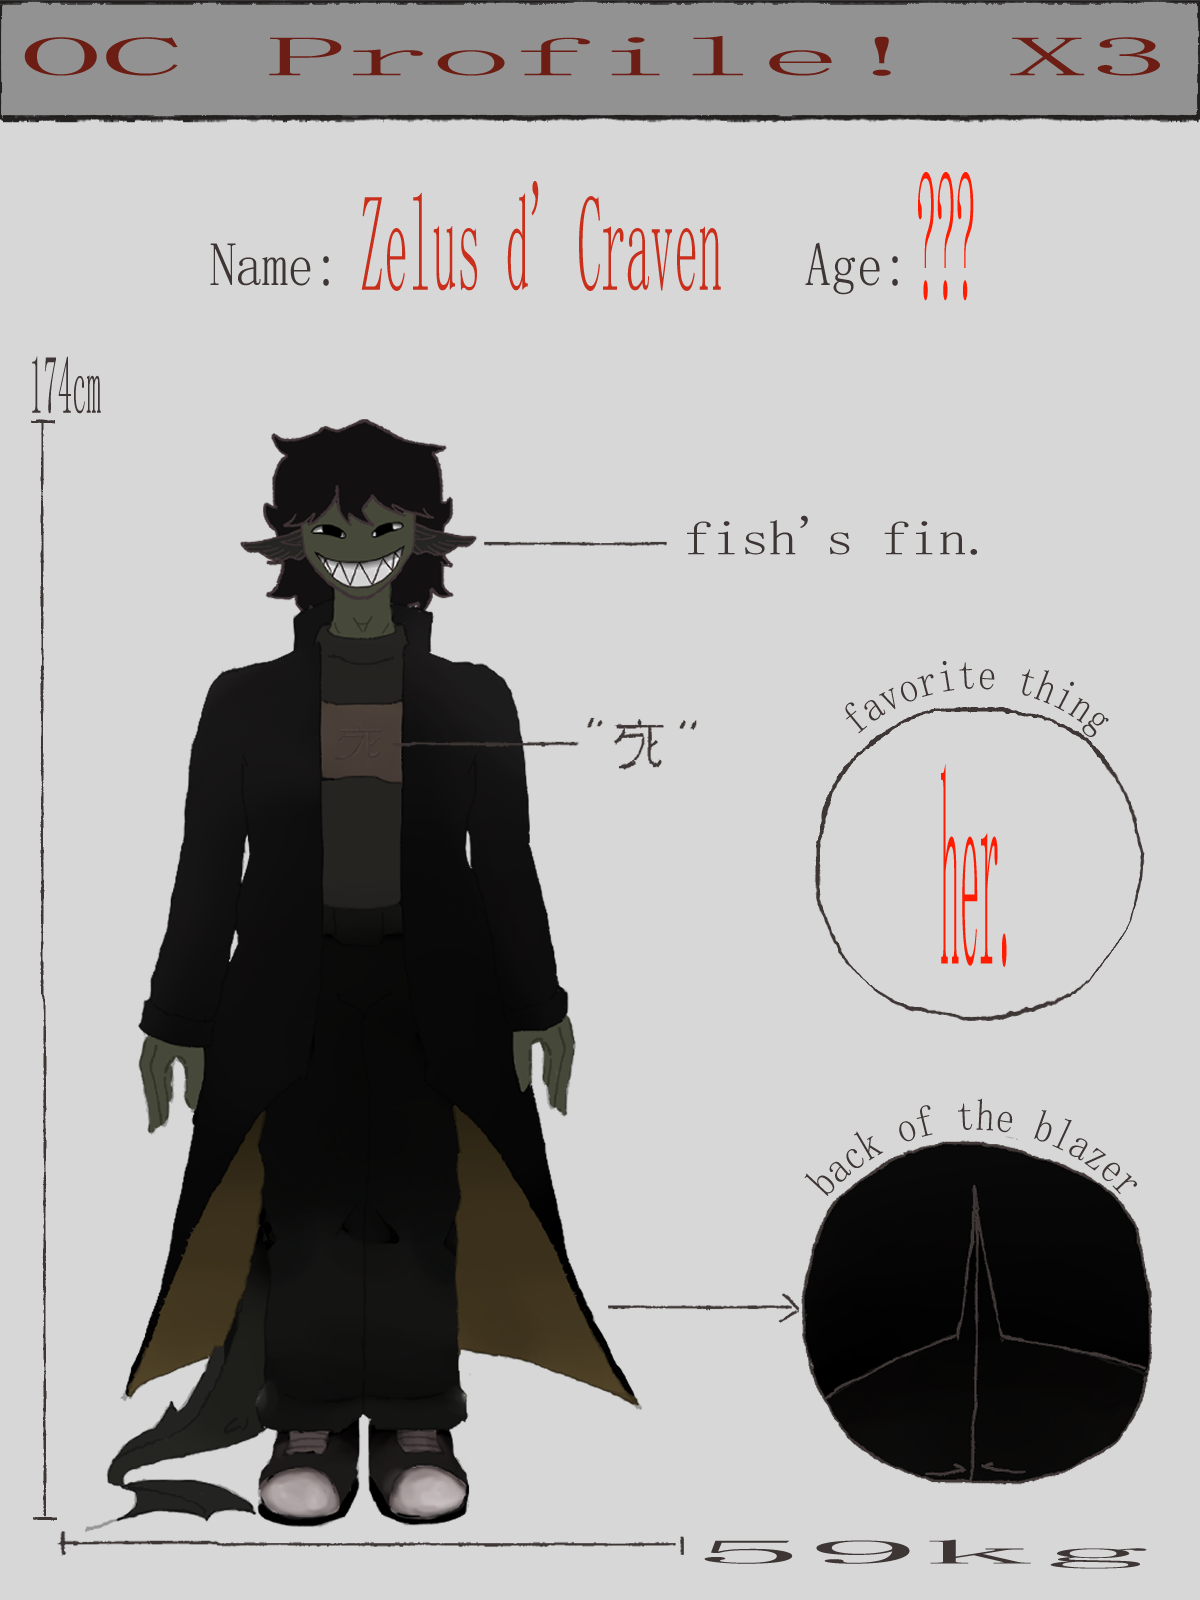 OC Profile! X3
Name: Zelus d' Craven
Age: ???
174cm
fish's fin.
"死"
死
favorite thing
her.
back of the blazer
59kg